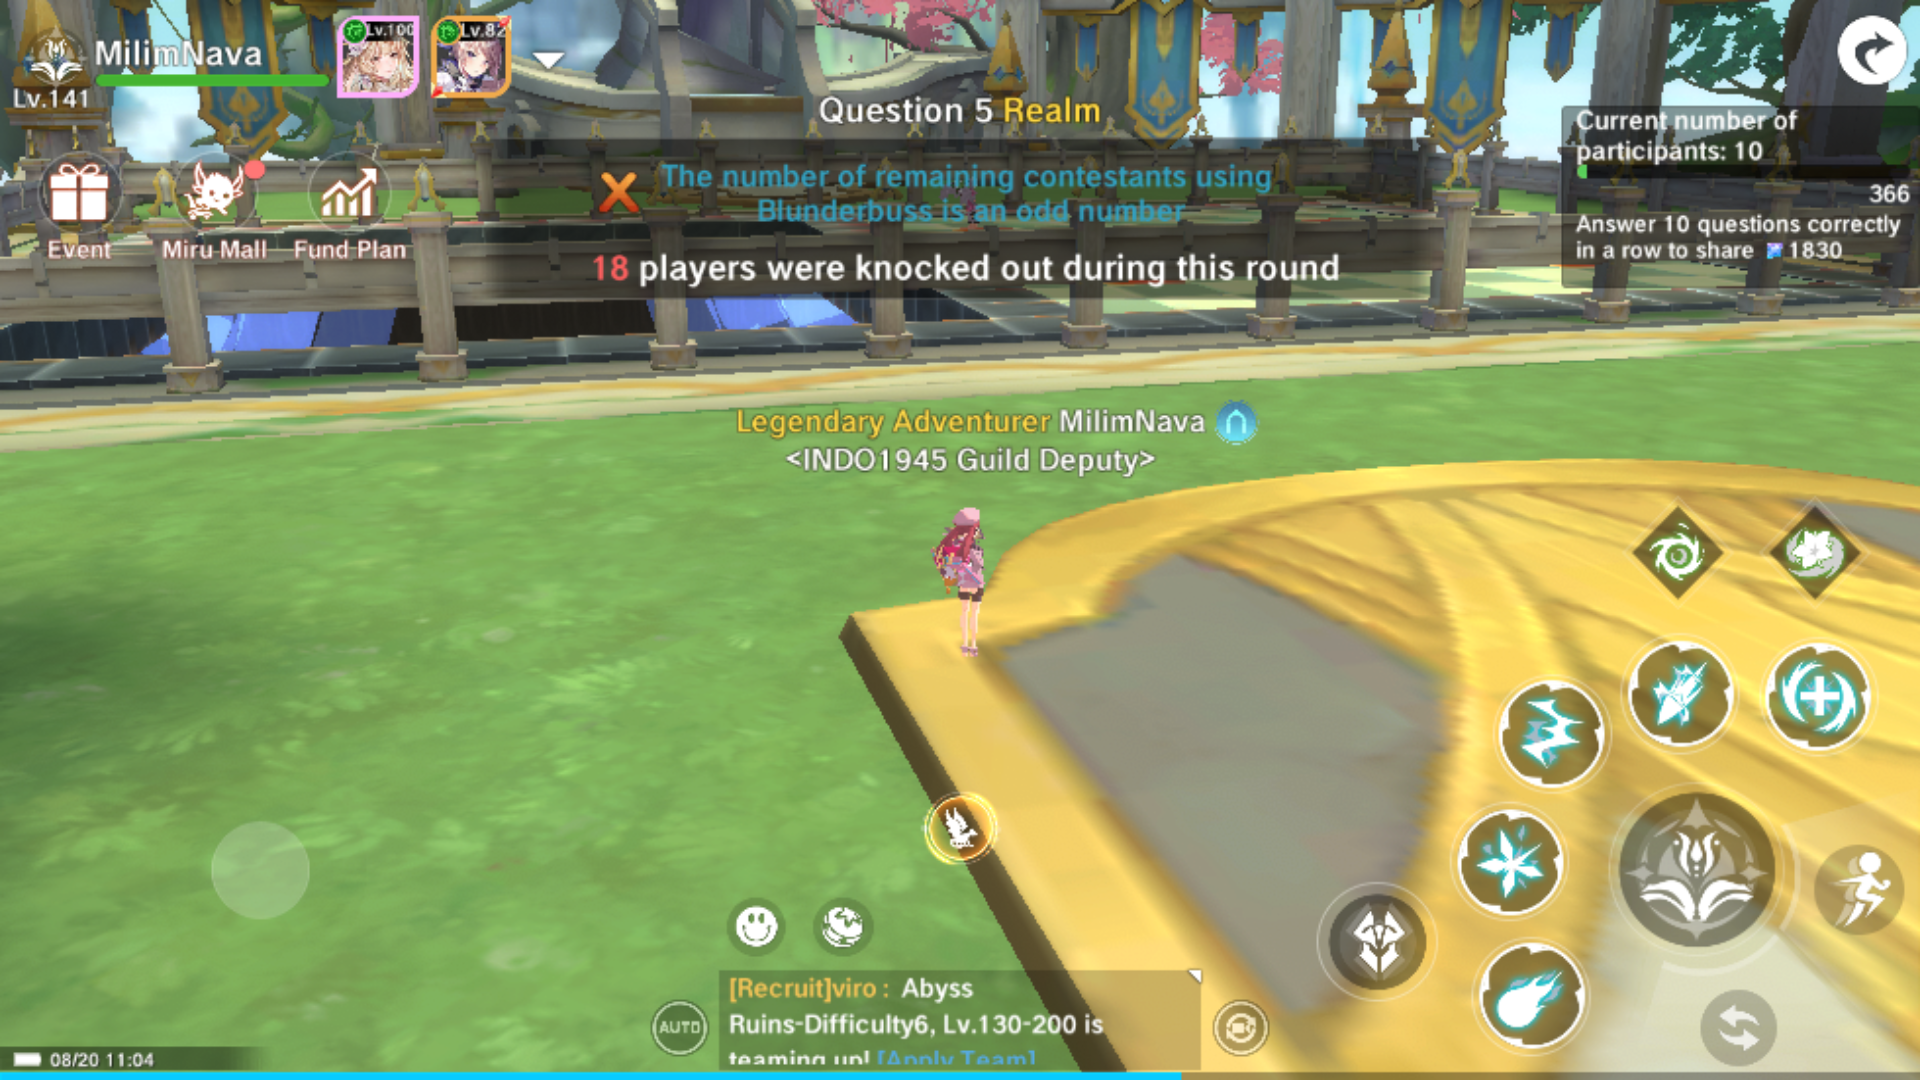 MilimNava
Lv.141
Lv.100
Lv.82
Question 5 Realm
The number of remaining contestants using
Blunderbuss is an odd number
18 players were knocked out during this round
Current number of
participants: 10
366
Answer 10 questions correctly
in a row to share 1830
Event
Miru Mall
Fund Plan
Legendary Adventurer MilimNava
<INDO1945 Guild Deputy>
[Recruit]viro : Abyss
Ruins-Difficulty6, Lv.130-200 is
teaming up! [Apply Team]
AUTO
08/20 11:04